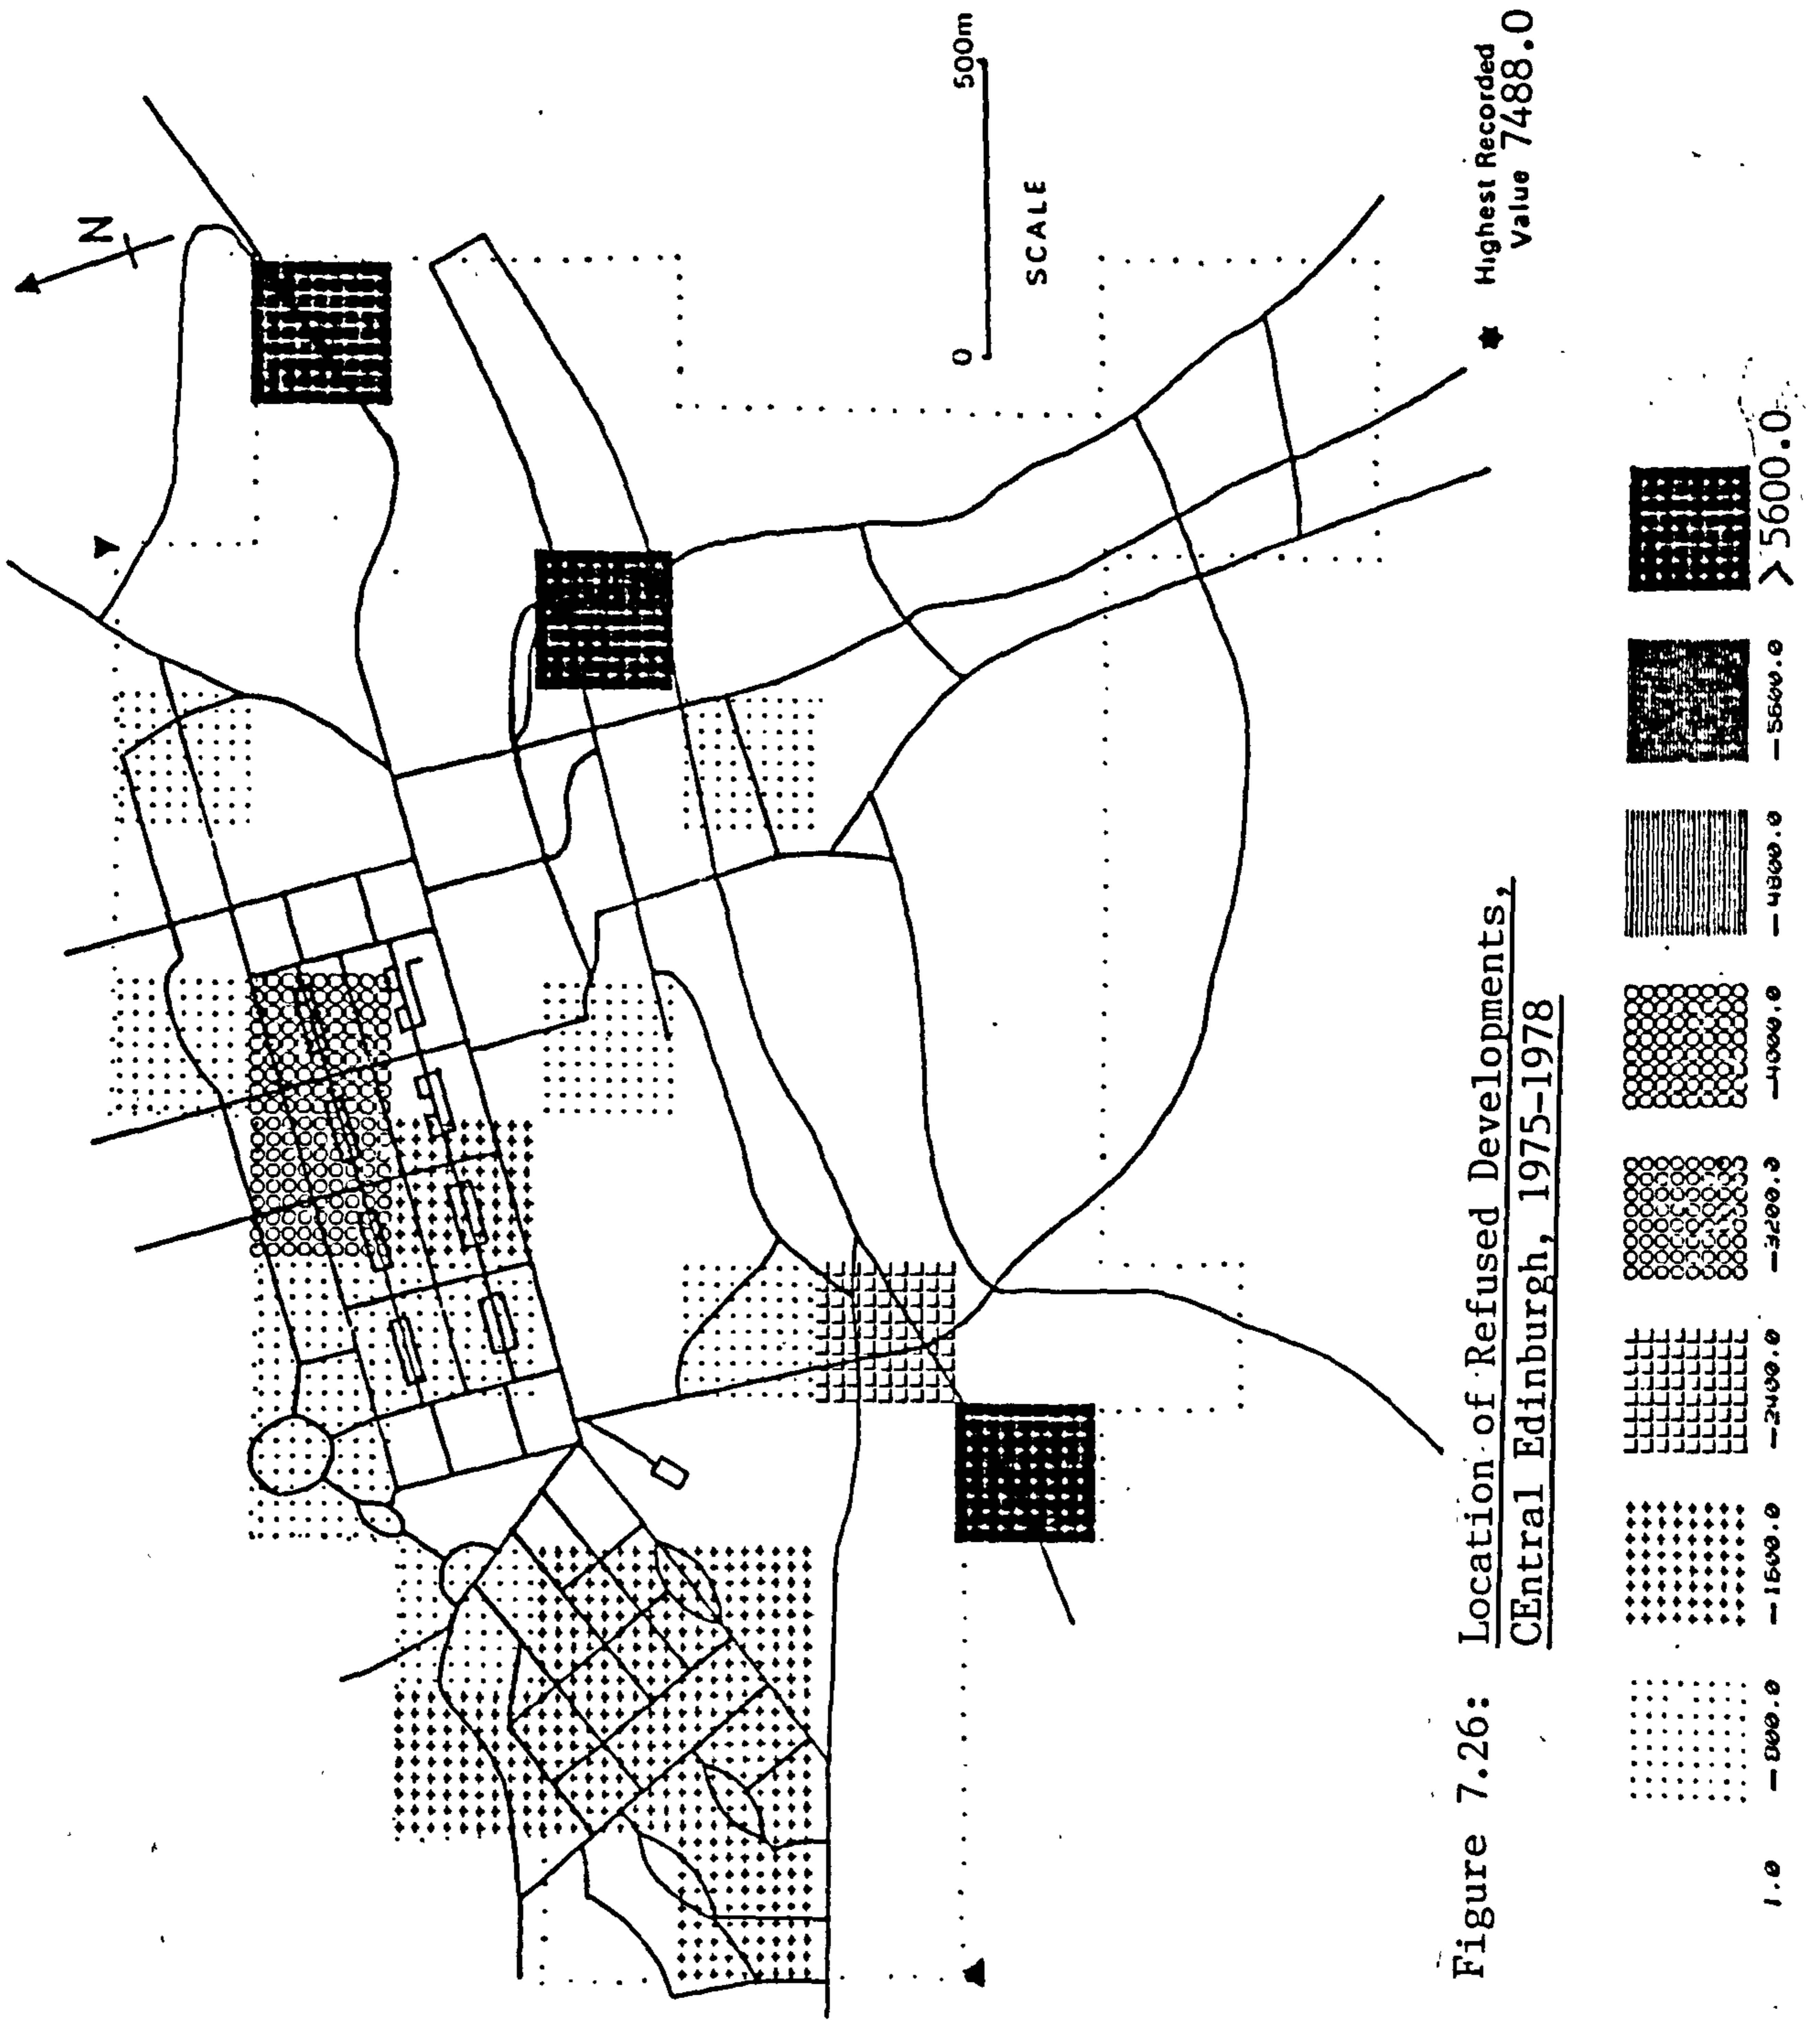 N
0 500m
SCALE
* Highest Recorded
Value 7488.0
Figure 7.26: Location of Refused Developments,
CEntral Edinburgh, 1975-1978
1.0 -800.0 -1600.0 -2400.0 -3200.0 -4000.0 -4800.0 -5600.0 >5600.0